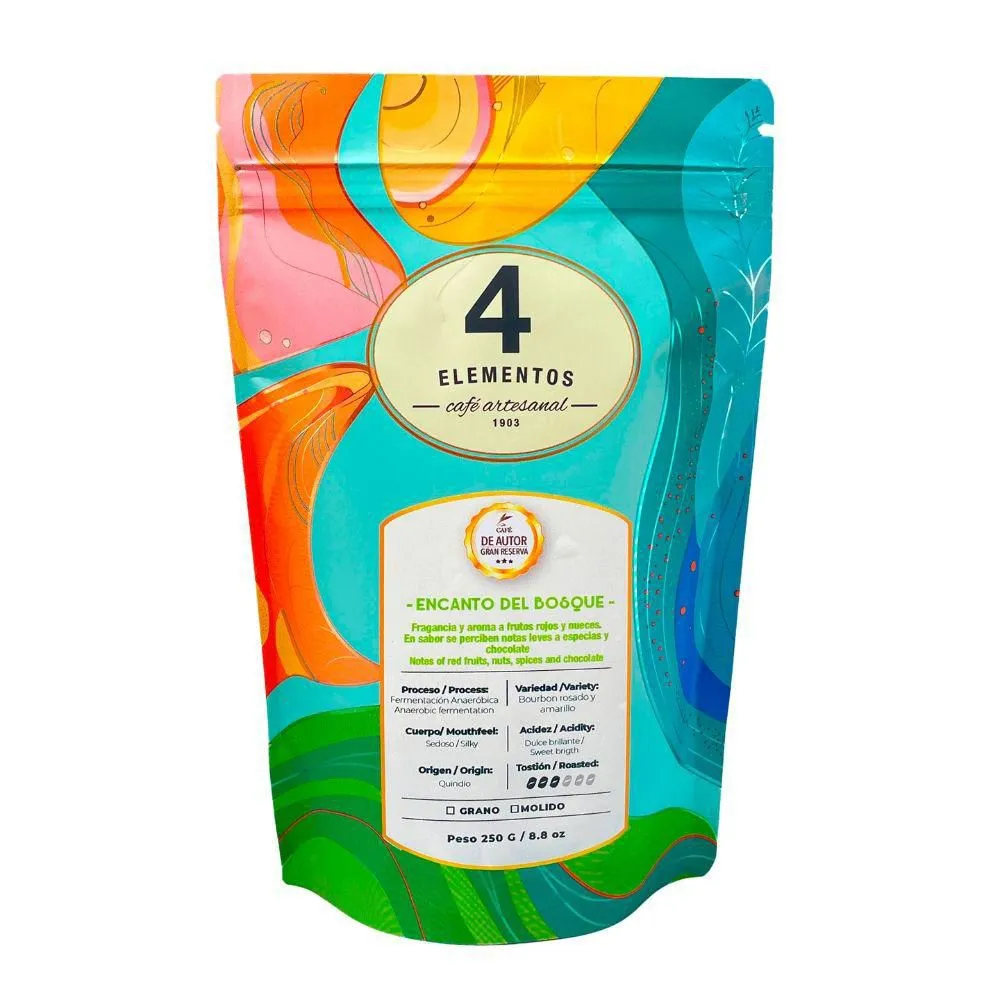 4
ELEMENTOS
café artesanal
1903
CAFÉ
DE AUTOR
GRAN RESERVA
- ENCANTO DEL BOSQUE -
Fragancia y aroma a frutos rojos y nueces.
En sabor se perciben notas leves a especias y
chocolate
Notes of red fruits, nuts, spices and chocolate
Proceso / Process:
Fermentación Anaeróbica
Anaerobic fermentation
Variedad /Variety:
Bourbon rosado y
amarillo
Cuerpo/ Mouthfeel:
Sedoso / Silky
Acidez / Acidity:
Dulce brillante /
Sweet brigth
Origen / Origin:
Quindio
Tostión / Roasted:
GRANO MOLIDO
Peso 250 G / 8.8 oz